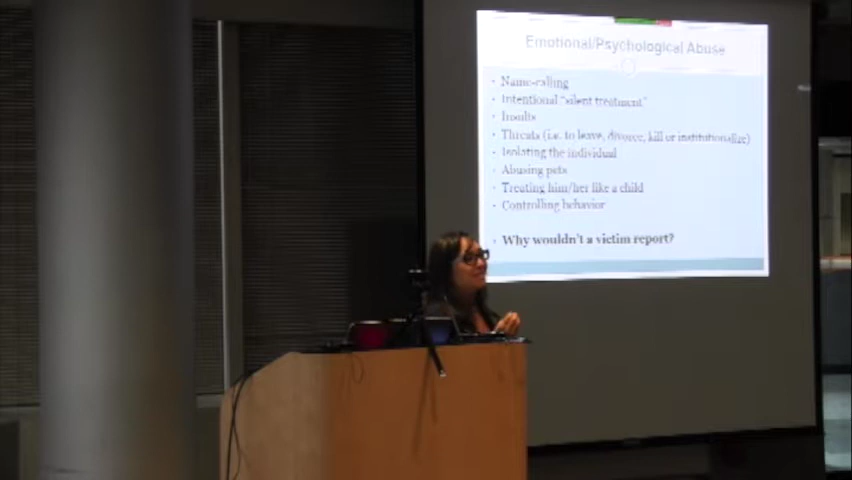 Emotional/Psychological Abuse
• Name-calling
• Intentional "silent treatment"
• Insults
• Threats (i.e. to leave, divorce, kill or institutionalize)
• Isolating the individual
• Abusing pets
• Treating him/her like a child
• Controlling behavior
• Why wouldn't a victim report?